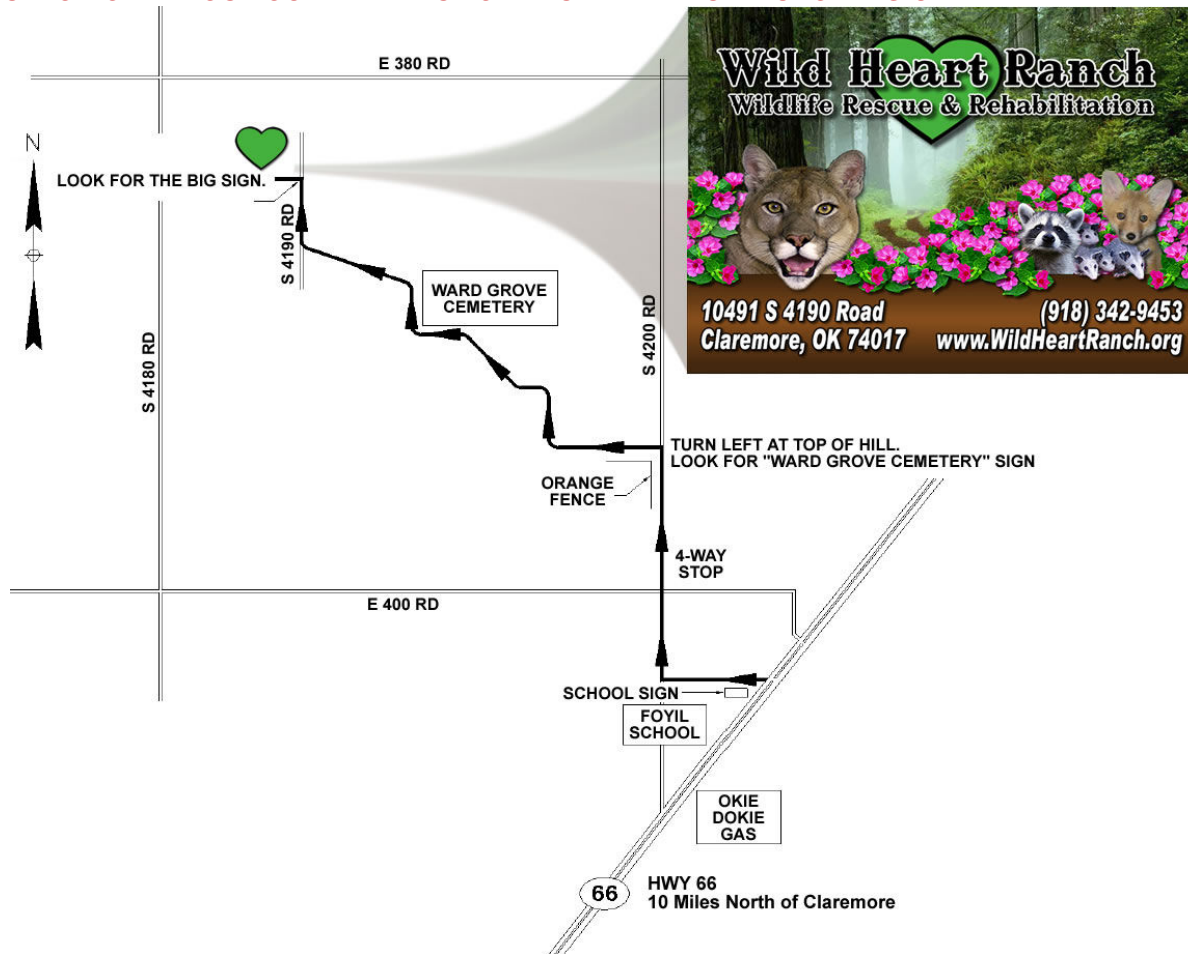 E 380 RD
Wild Heart Ranch
Wildlife Rescue & Rehabilitation
N
LOOK FOR THE BIG SIGN.
S 4190 RD
WARD GROVE
CEMETERY
S 4200 RD
S 4180 RD
10491 S 4190 Road
Claremore, OK 74017
(918) 342-9453
www.WildHeartRanch.org
TURN LEFT AT TOP OF HILL.
LOOK FOR "WARD GROVE CEMETERY" SIGN
ORANGE
FENCE
4-WAY
STOP
E 400 RD
SCHOOL SIGN
FOYIL
SCHOOL
OKIE
DOKIE
GAS
66
HWY 66
10 Miles North of Claremore